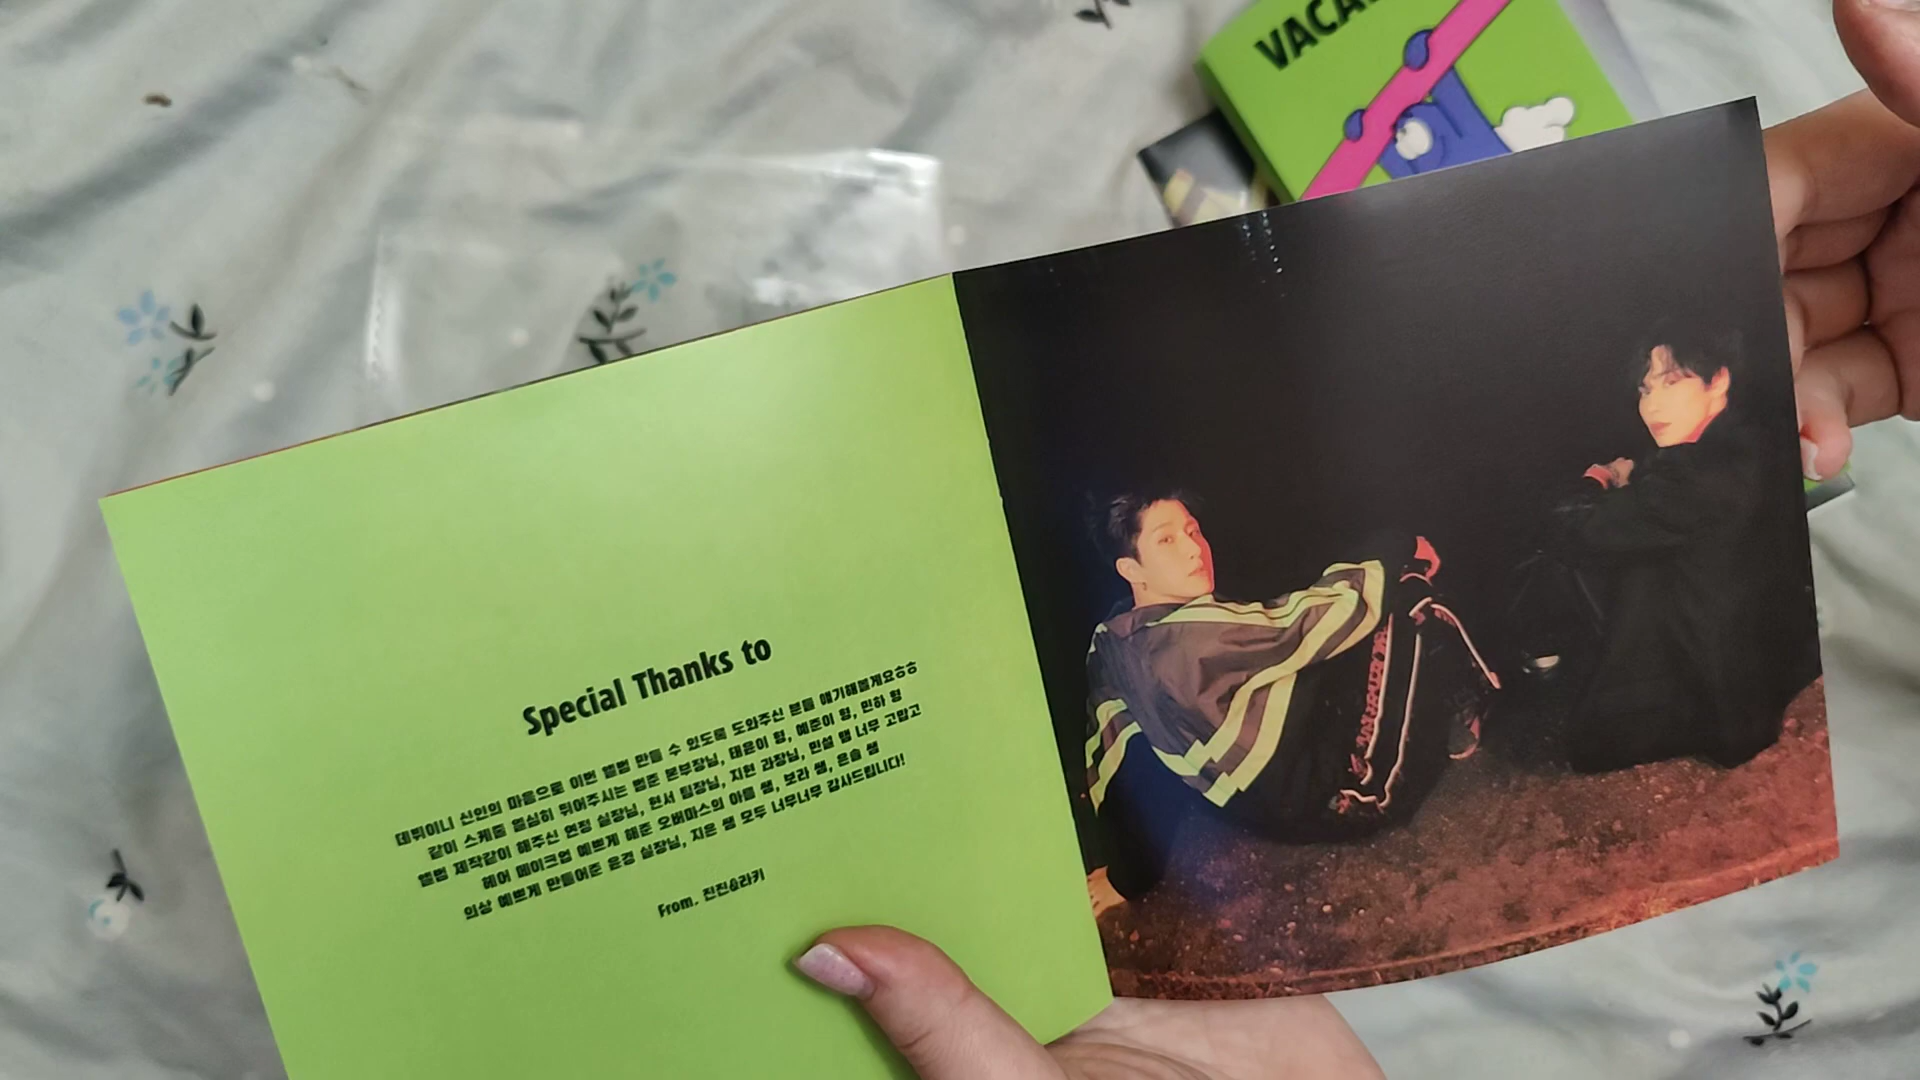 VACA
Special Thanks to
데뷔이니 신인의 마음으로 이번 앨범 만들 수 있도록 도와주신 분들 얘기해볼게요ㅎㅎ
같이 스케줄 열심히 뛰어주시는 범준 본부장님, 태윤이 형, 예준이 형, 민하 형
앨범 제작같이 해주신 연정 실장님, 현서 팀장님, 지현 과장님, 민설 쌤 너무 고맙고
헤어 메이크업 예쁘게 해준 오버마스의 아름 쌤, 보라 쌤, 은솔 쌤
의상 예쁘게 만들어준 은경 실장님, 지은 쌤 모두 너무너무 감사드립니다!
From. 진진&라키